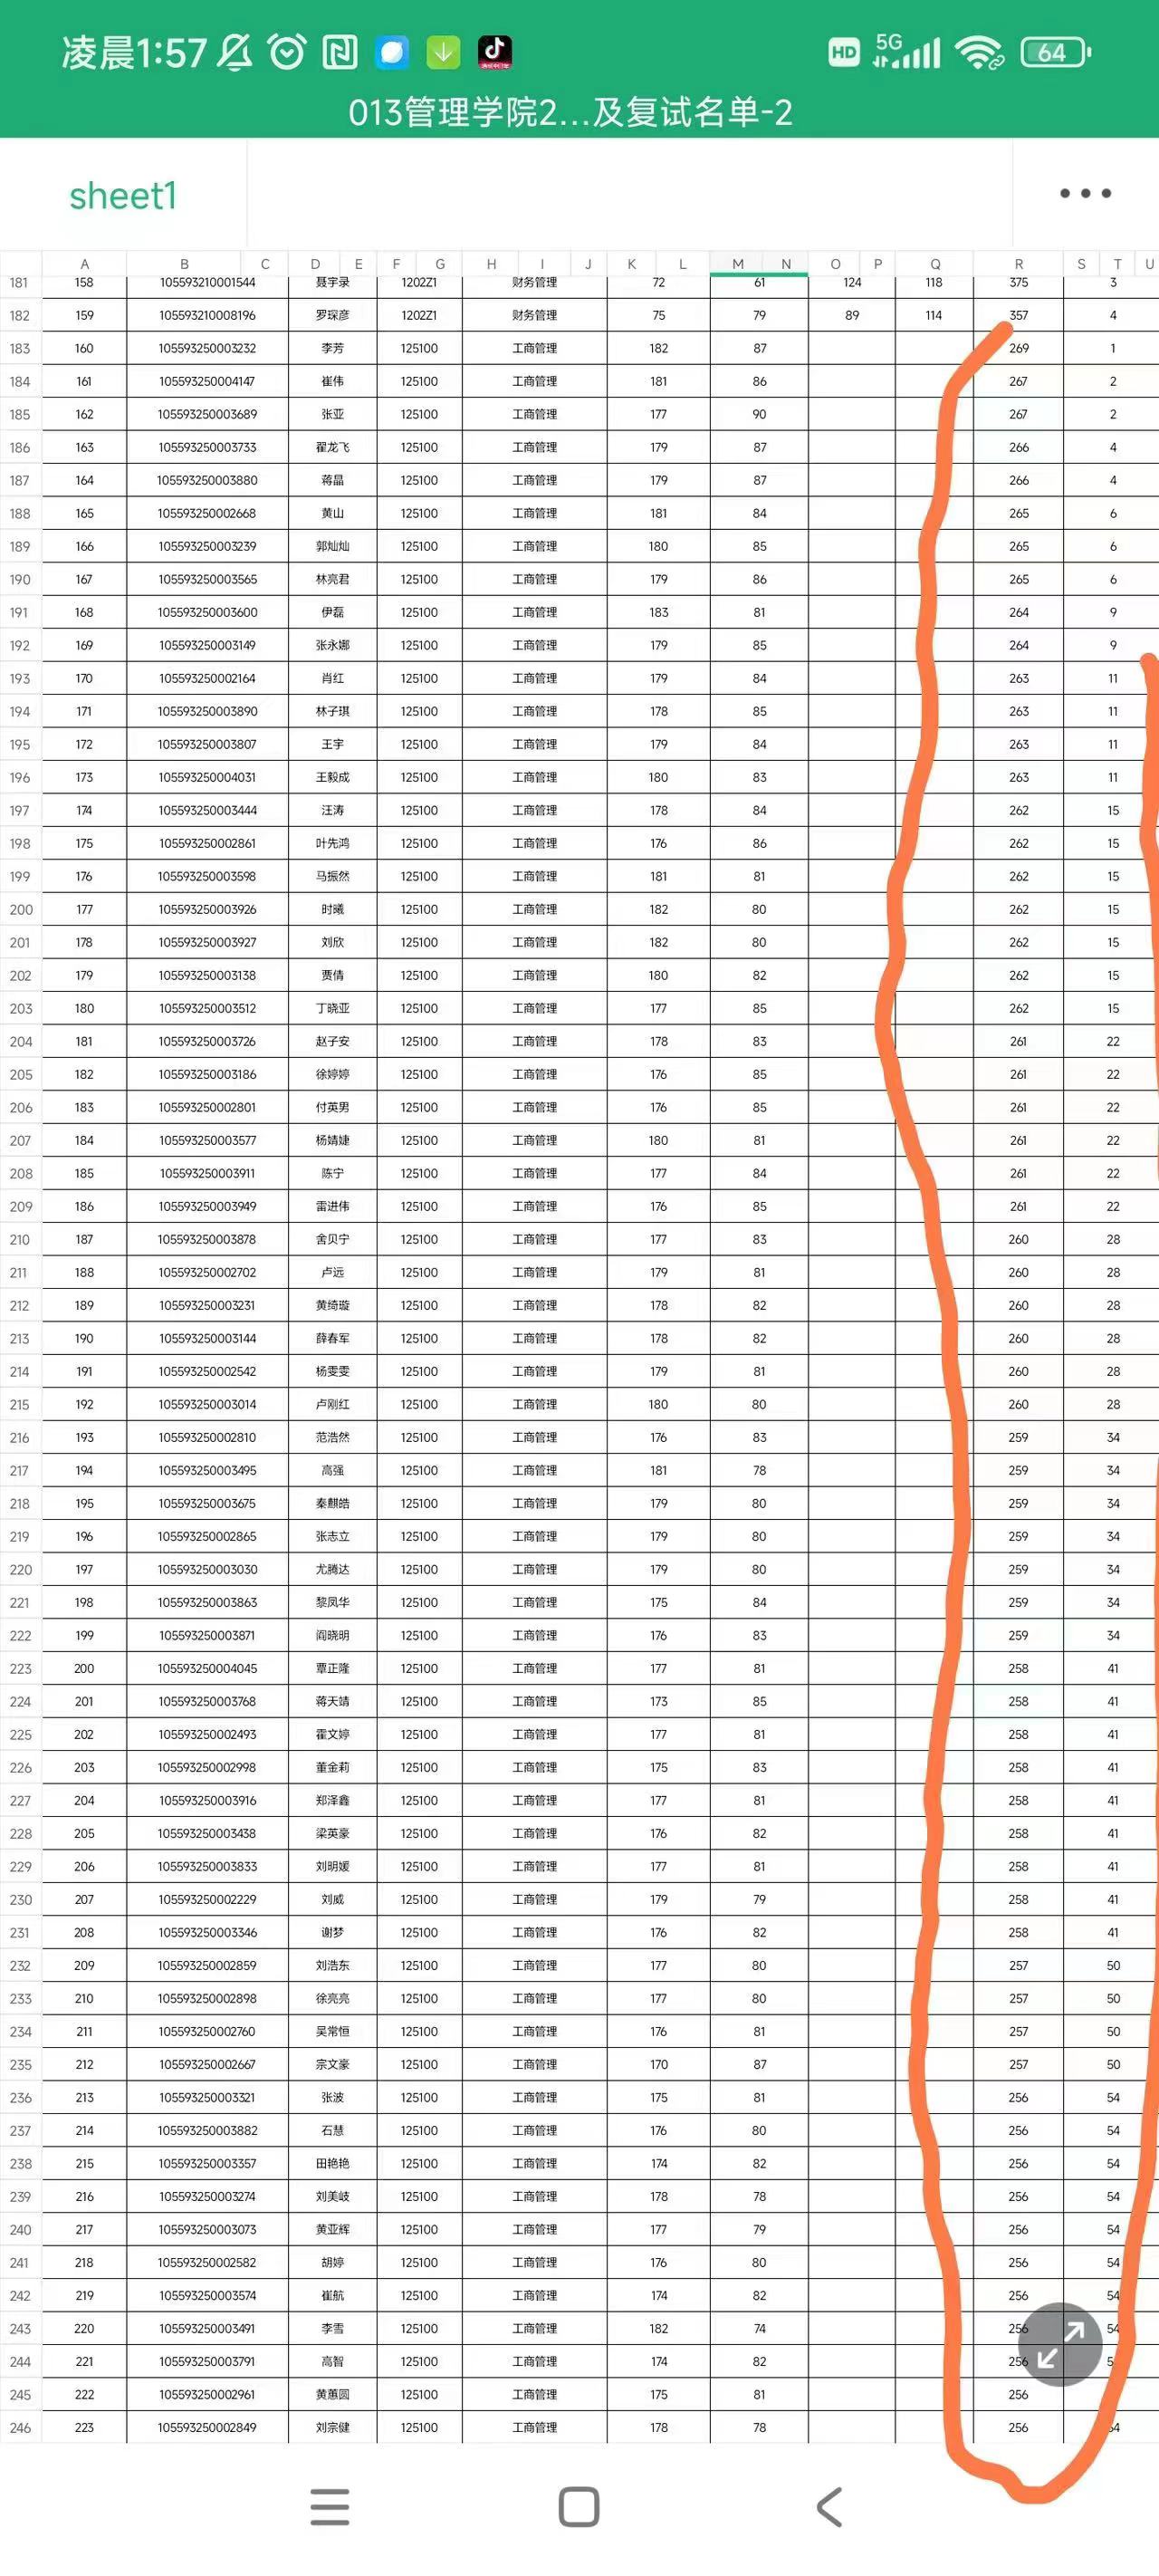 凌晨1:57 HD 5G 64
013管理学院2...及复试名单-2
sheet1
A B C D E F G H I J K L M N O P Q R S T U
181 158 105593210001544 聂宇录 1202Z1 财务管理 72 61 124 118 375 3
182 159 105593210008196 罗琛彦 1202Z1 财务管理 75 79 89 114 357 4
183 160 105593250003232 李芳 125100 工商管理 182 87 269 1
184 161 105593250004147 崔伟 125100 工商管理 181 86 267 2
185 162 105593250003689 张亚 125100 工商管理 177 90 267 2
186 163 105593250003733 翟龙飞 125100 工商管理 179 87 266 4
187 164 105593250003880 蒋晶 125100 工商管理 179 87 266 4
188 165 105593250002668 黄山 125100 工商管理 181 84 265 6
189 166 105593250003239 郭灿灿 125100 工商管理 180 85 265 6
190 167 105593250003565 林亮君 125100 工商管理 179 86 265 6
191 168 105593250003600 伊磊 125100 工商管理 183 81 264 9
192 169 105593250003149 张永娜 125100 工商管理 179 85 264 9
193 170 105593250002164 肖红 125100 工商管理 179 84 263 11
194 171 105593250003890 林子琪 125100 工商管理 178 85 263 11
195 172 105593250003807 王宇 125100 工商管理 179 84 263 11
196 173 105593250004031 王毅成 125100 工商管理 180 83 263 11
197 174 105593250003444 汪涛 125100 工商管理 178 84 262 15
198 175 105593250002861 叶先鸿 125100 工商管理 176 86 262 15
199 176 105593250003598 马振然 125100 工商管理 181 81 262 15
200 177 105593250003926 时曦 125100 工商管理 182 80 262 15
201 178 105593250003927 刘欣 125100 工商管理 182 80 262 15
202 179 105593250003138 贾倩 125100 工商管理 180 82 262 15
203 180 105593250003512 丁晓亚 125100 工商管理 177 85 262 15
204 181 105593250003726 赵子安 125100 工商管理 178 83 261 22
205 182 105593250003186 徐婷婷 125100 工商管理 176 85 261 22
206 183 105593250002801 付英男 125100 工商管理 176 85 261 22
207 184 105593250003577 杨婧婕 125100 工商管理 180 81 261 22
208 185 105593250003911 陈宁 125100 工商管理 177 84 261 22
209 186 105593250003949 雷进伟 125100 工商管理 176 85 261 22
210 187 105593250003878 舍贝宁 125100 工商管理 177 83 260 28
211 188 105593250002702 卢远 125100 工商管理 179 81 260 28
212 189 105593250003231 黄绮璇 125100 工商管理 178 82 260 28
213 190 105593250003144 薛春军 125100 工商管理 178 82 260 28
214 191 105593250002542 杨雯雯 125100 工商管理 179 81 260 28
215 192 105593250003014 卢刚红 125100 工商管理 180 80 260 28
216 193 105593250002810 范浩然 125100 工商管理 176 83 259 34
217 194 105593250003495 高强 125100 工商管理 181 78 259 34
218 195 105593250003675 秦麒皓 125100 工商管理 179 80 259 34
219 196 105593250002865 张志立 125100 工商管理 179 80 259 34
220 197 105593250003030 尤腾达 125100 工商管理 179 80 259 34
221 198 105593250003863 黎凤华 125100 工商管理 175 84 259 34
222 199 105593250003871 阎晓明 125100 工商管理 176 83 259 34
223 200 105593250004045 覃正隆 125100 工商管理 177 81 258 41
224 201 105593250003768 蒋天靖 125100 工商管理 173 85 258 41
225 202 105593250002493 霍文婷 125100 工商管理 177 81 258 41
226 203 105593250002998 董金莉 125100 工商管理 175 83 258 41
227 204 105593250003916 郑泽鑫 125100 工商管理 177 81 258 41
228 205 105593250003438 梁英豪 125100 工商管理 176 82 258 41
229 206 105593250003833 刘明媛 125100 工商管理 177 81 258 41
230 207 105593250002229 刘威 125100 工商管理 179 79 258 41
231 208 105593250003346 谢梦 125100 工商管理 176 82 258 41
232 209 105593250002859 刘浩东 125100 工商管理 177 80 257 50
233 210 105593250002898 徐亮亮 125100 工商管理 177 80 257 50
234 211 105593250002760 吴常恒 125100 工商管理 176 81 257 50
235 212 105593250002667 宗文豪 125100 工商管理 170 87 257 50
236 213 105593250003321 张波 125100 工商管理 175 81 256 54
237 214 105593250003882 石慧 125100 工商管理 176 80 256 54
238 215 105593250003357 田艳艳 125100 工商管理 174 82 256 54
239 216 105593250003274 刘美岐 125100 工商管理 178 78 256 54
240 217 105593250003073 黄亚辉 125100 工商管理 177 79 256 54
241 218 105593250002582 胡婷 125100 工商管理 176 80 256 54
242 219 105593250003574 崔航 125100 工商管理 174 82 256 54
243 220 105593250003491 李雪 125100 工商管理 182 74 256 54
244 221 105593250003791 高智 125100 工商管理 174 82 256
245 222 105593250002961 黄蕙圆 125100 工商管理 175 81 256
246 223 105593250002849 刘宗健 125100 工商管理 178 78 256 54